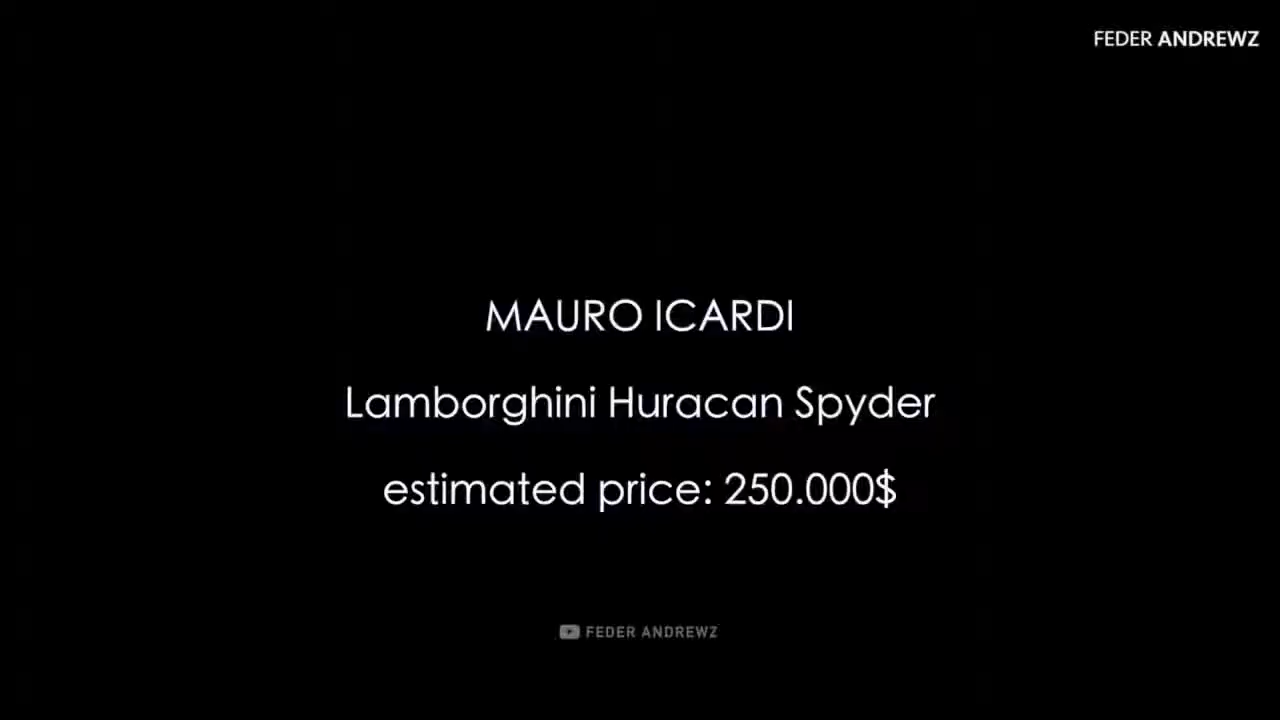 FEDER ANDREWZ
MAURO ICARDI
Lamborghini Huracan Spyder
estimated price: 250.000$
FEDER ANDREWZ